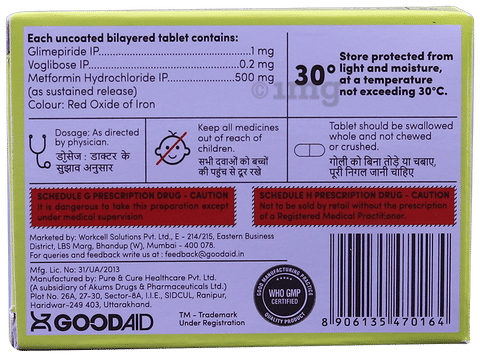 Each uncoated bilayered tablet contains:
Glimepiride IP..........................................1 mg
Voglibose IP............................................0.2 mg
Metformin Hydrochloride IP..................500 mg
(as sustained release)
Colour: Red Oxide of Iron
30°
Store protected from
light and moisture,
at a temperature
not exceeding 30°C.
1mg
Dosage: As directed
by physician.
डोसेज: डाक्टर के
सुझाव अनुसार
Keep all medicines
out of reach of
children.
सभी दवाओं को बच्चों
की पहुंच से दूर रखे
Tablet should be swallowed
whole and not chewed
or crushed.
गोली को बिना तोड़े या चबाए,
पूरी निगल जानी चाहिए
SCHEDULE G PRESCRIPTION DRUG - CAUTION
It is dangerous to take this preparation except
under medical supervision
SCHEDULE H PRESCRIPTION DRUG - CAUTION
Not to be sold by retail without the prescription
of a Registered Medical Practitioner.
Marketed by: Workcell Solutions Pvt. Ltd., E - 214/215, Eastern Business
District, LBS Marg, Bhandup (W), Mumbai - 400 078.
For queries and feedback write us : feedback@goodaid.in
Mfg. Lic. No: 31/UA/2013
Manufactured by: Pure & Cure Healthcare Pvt. Ltd.
(A subsidiary of Akums Drugs & Pharmaceuticals Ltd.)
Plot No. 26A, 27-30, Sector-8A, I.I.E., SIDCUL, Ranipur,
Haridwar-249 403, Uttarakhand.
GOODAID
TM - Trademark
Under Registration
GOOD MANUFACTURING PRACTICE
WHO GMP
CERTIFIED
QUALITY PRODUCT
8 906135 470164